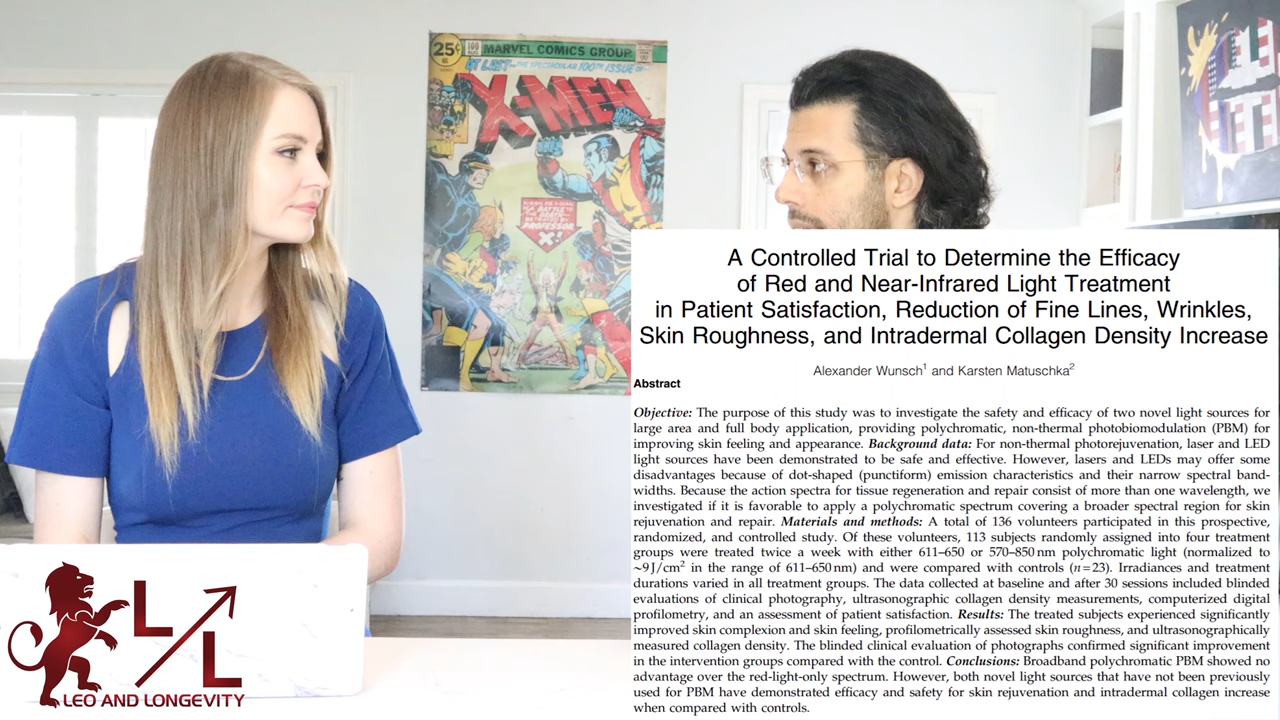 25¢
100
MARVEL COMICS GROUP
AT LAST—THE SPECTACULAR 100TH ISSUE OF—
X-MEN
BATTLE TO
PROFESSOR
X!
A Controlled Trial to Determine the Efficacy
of Red and Near-Infrared Light Treatment
in Patient Satisfaction, Reduction of Fine Lines, Wrinkles,
Skin Roughness, and Intradermal Collagen Density Increase
Alexander Wunsch1 and Karsten Matuschka2
Abstract
Objective: The purpose of this study was to investigate the safety and efficacy of two novel light sources for
large area and full body application, providing polychromatic, non-thermal photobiomodulation (PBM) for
improving skin feeling and appearance. Background data: For non-thermal photorejuvenation, laser and LED
light sources have been demonstrated to be safe and effective. However, lasers and LEDs may offer some
disadvantages because of dot-shaped (punctiform) emission characteristics and their narrow spectral band-
widths. Because the action spectra for tissue regeneration and repair consist of more than one wavelength, we
investigated if it is favorable to apply a polychromatic spectrum covering a broader spectral region for skin
rejuvenation and repair. Materials and methods: A total of 136 volunteers participated in this prospective,
randomized, and controlled study. Of these volunteers, 113 subjects randomly assigned into four treatment
groups were treated twice a week with either 611–650 or 570–850 nm polychromatic light (normalized to
~9 J/cm2 in the range of 611–650 nm) and were compared with controls (n=23). Irradiances and treatment
durations varied in all treatment groups. The data collected at baseline and after 30 sessions included blinded
evaluations of clinical photography, ultrasonographic collagen density measurements, computerized digital
profilometry, and an assessment of patient satisfaction. Results: The treated subjects experienced significantly
improved skin complexion and skin feeling, profilometrically assessed skin roughness, and ultrasonographically
measured collagen density. The blinded clinical evaluation of photographs confirmed significant improvement
in the intervention groups compared with the control. Conclusions: Broadband polychromatic PBM showed no
advantage over the red-light-only spectrum. However, both novel light sources that have not been previously
used for PBM have demonstrated efficacy and safety for skin rejuvenation and intradermal collagen increase
when compared with controls.
L/L
LEO AND LONGEVITY